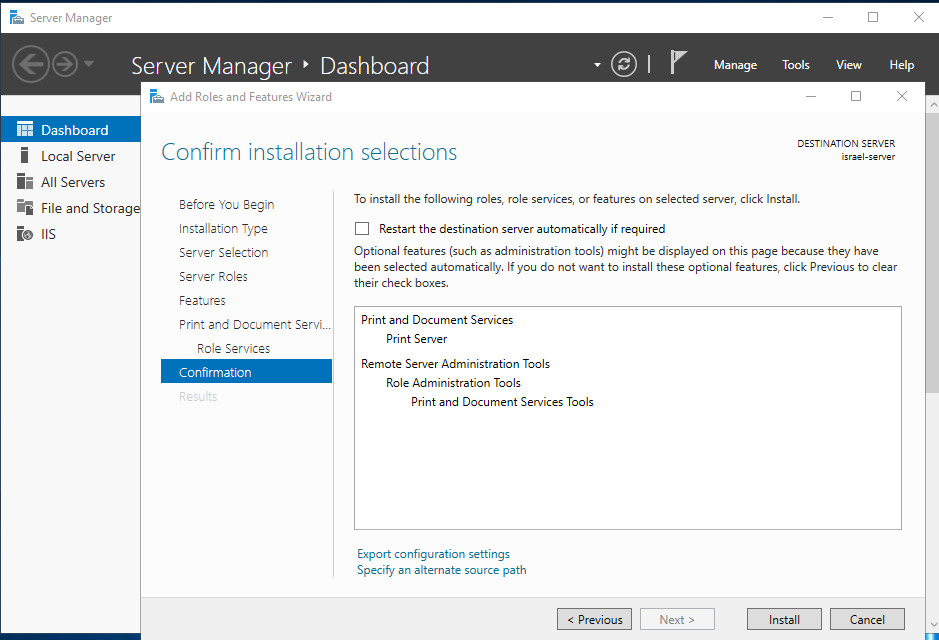 Server Manager
Server Manager Dashboard
Manage Tools View Help
Add Roles and Features Wizard
Dashboard
Local Server
All Servers
File and Storage
IIS
Confirm installation selections
DESTINATION SERVER
israel-server
Before You Begin
Installation Type
Server Selection
Server Roles
Features
Print and Document Servi...
Role Services
Confirmation
Results
To install the following roles, role services, or features on selected server, click Install.
Restart the destination server automatically if required
Optional features (such as administration tools) might be displayed on this page because they have
been selected automatically. If you do not want to install these optional features, click Previous to clear
their check boxes.
Print and Document Services
Print Server
Remote Server Administration Tools
Role Administration Tools
Print and Document Services Tools
Export configuration settings
Specify an alternate source path
< Previous Next > Install Cancel